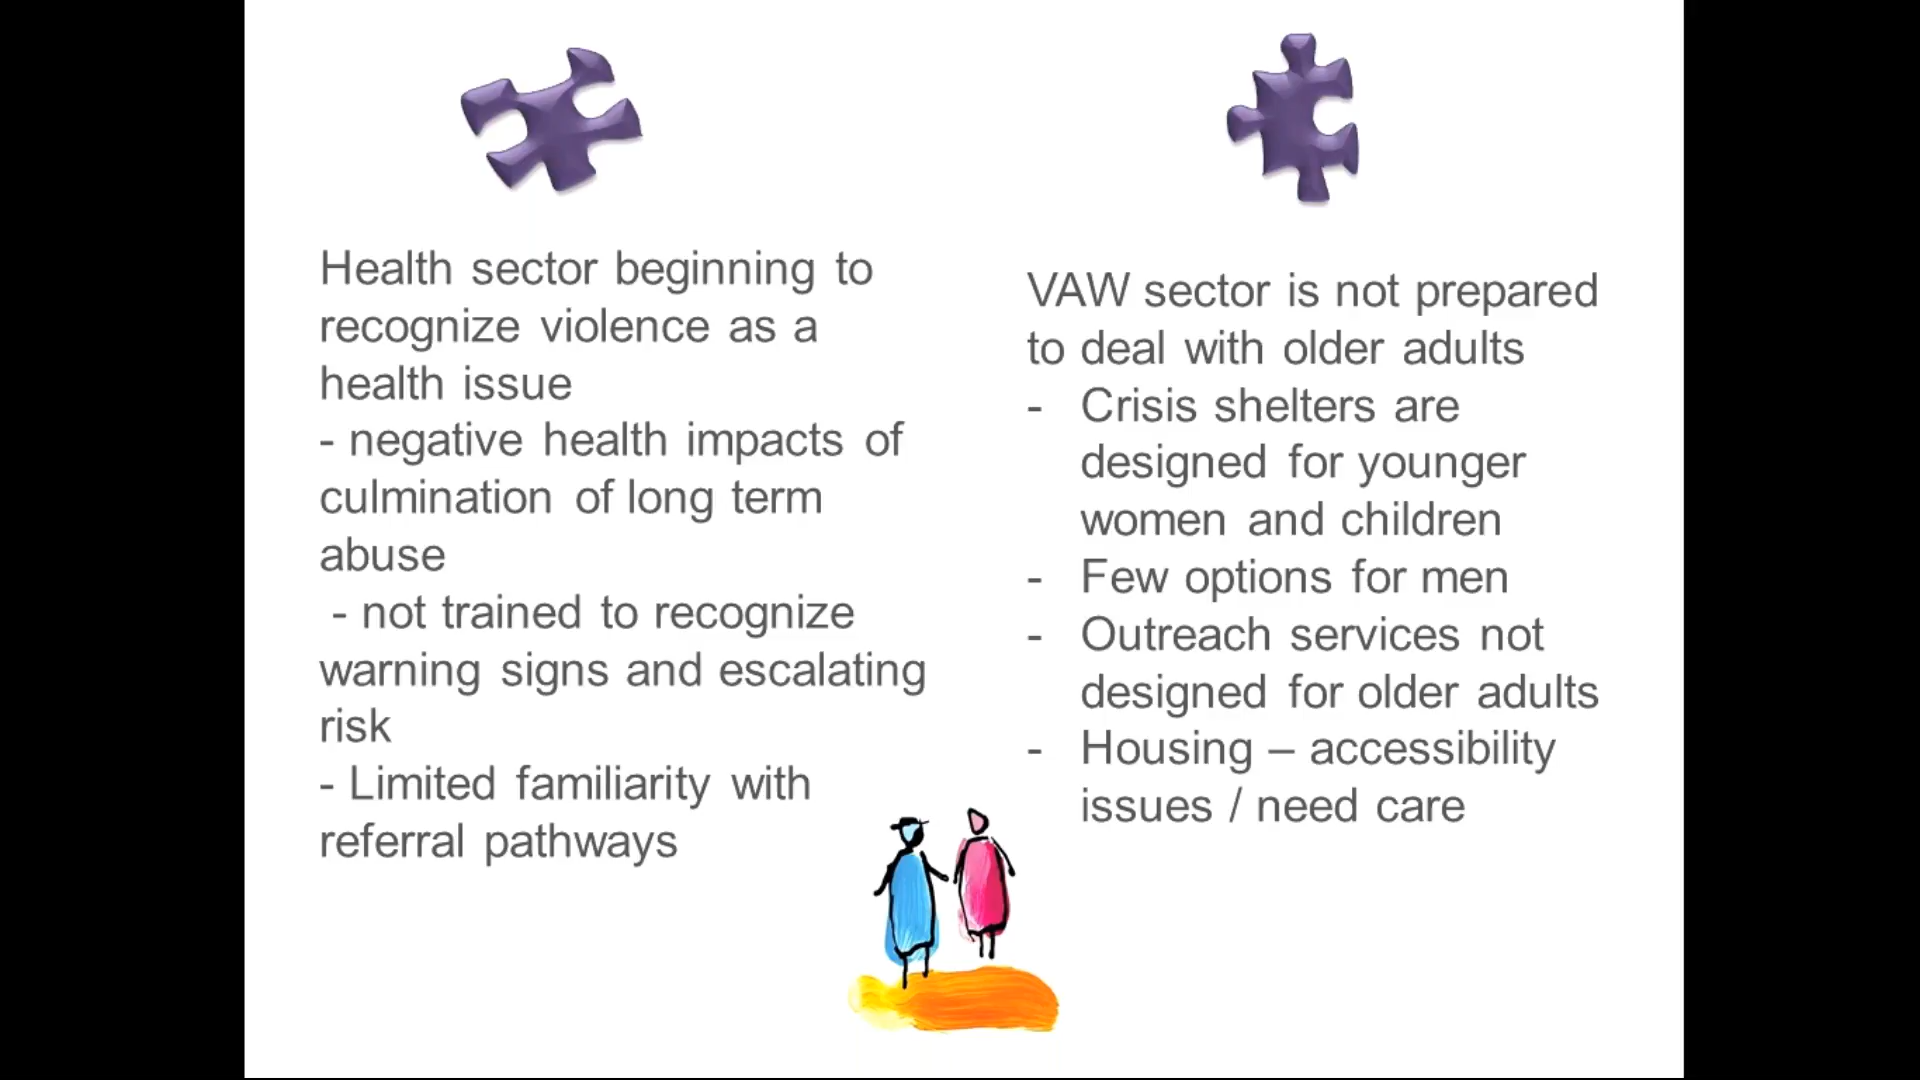 Health sector beginning to
recognize violence as a
health issue
- negative health impacts of
culmination of long term
abuse
- not trained to recognize
warning signs and escalating
risk
- Limited familiarity with
referral pathways
VAW sector is not prepared
to deal with older adults
- Crisis shelters are
designed for younger
women and children
- Few options for men
- Outreach services not
designed for older adults
- Housing – accessibility
issues / need care